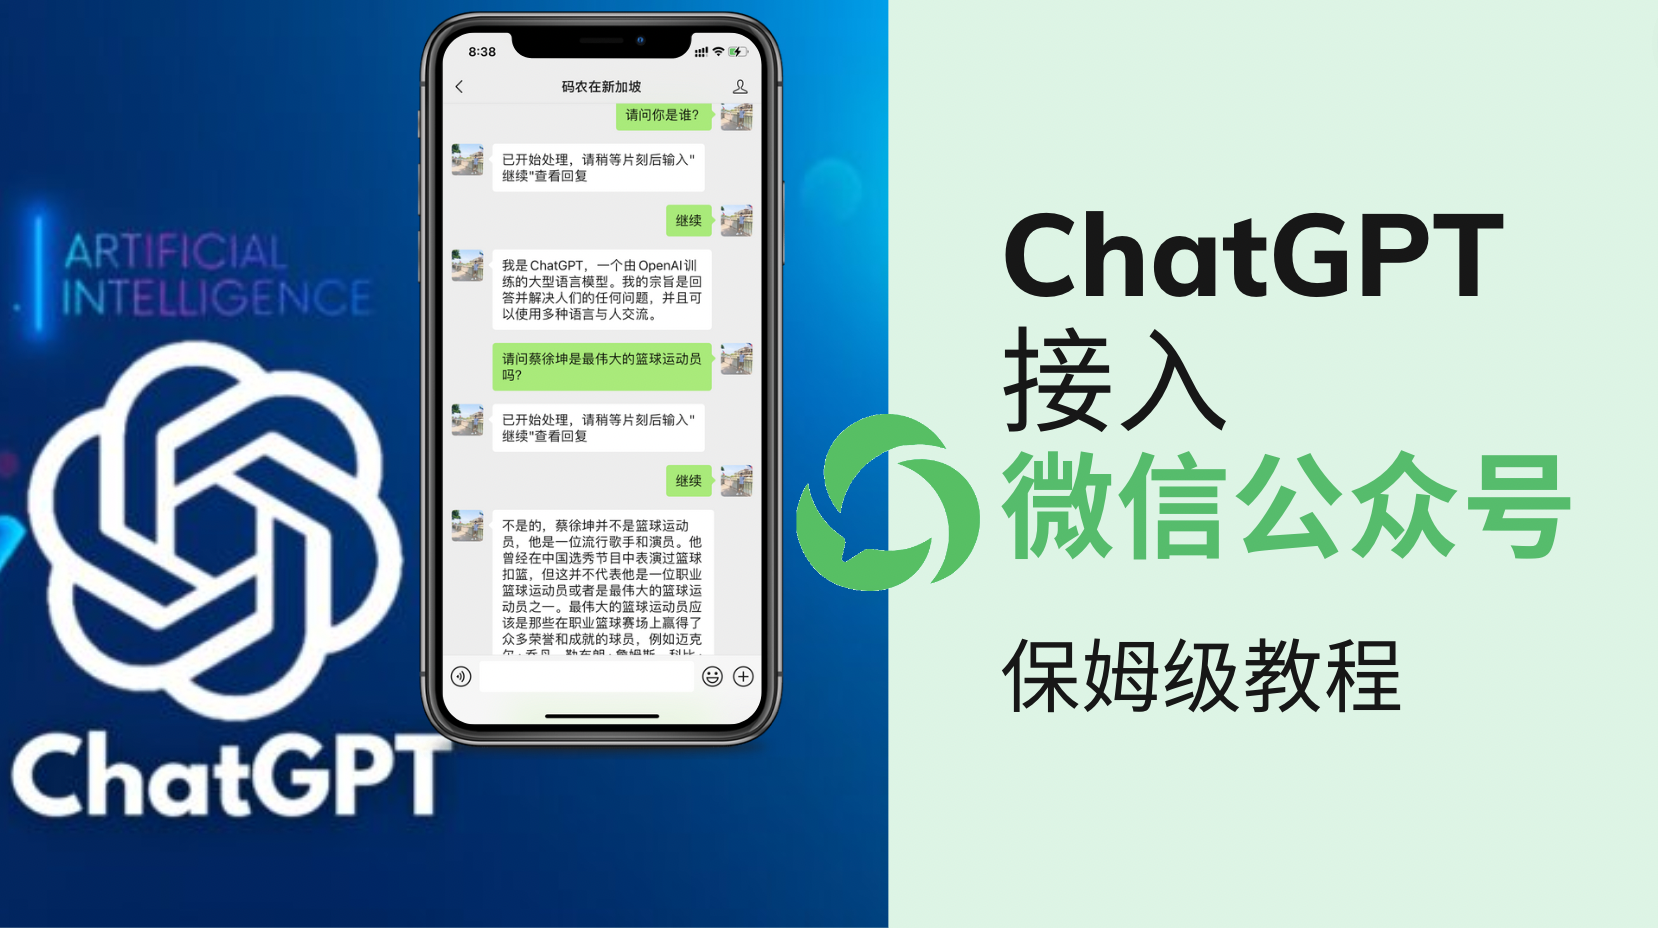 ARTIFICIAL
INTELLIGENCE
ChatGPT
8:38
码农在新加坡
请问你是谁?
已开始处理，请稍等片刻后输入"
继续"查看回复
继续
我是ChatGPT，一个由OpenAI训
练的大型语言模型。我的宗旨是回
答并解决人们的任何问题，并且可
以使用多种语言与人交流。
请问蔡徐坤是最伟大的篮球运动员
吗?
已开始处理，请稍等片刻后输入"
继续"查看回复
继续
不是的，蔡徐坤并不是篮球运动
员，他是一位流行歌手和演员。他
曾经在中国选秀节目中表演过篮球
扣篮，但这并不代表他是一位职业
篮球运动员或者是最伟大的篮球运
动员之一。最伟大的篮球运动员应
该是那些在职业篮球赛场上赢得了
众多荣誉和成就的球员，例如迈克
尔·乔丹、勒布朗·詹姆斯、科比·
ChatGPT
接入
微信公众号
保姆级教程